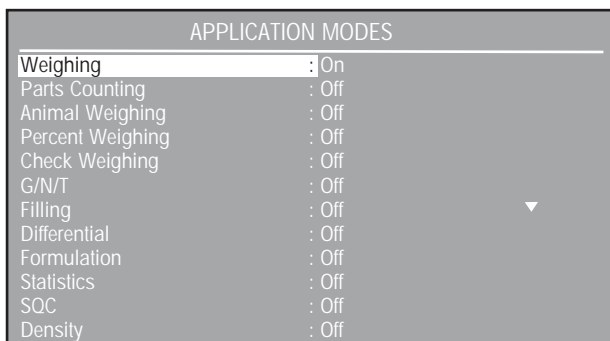 APPLICATION MODES
Weighing : On
Parts Counting : Off
Animal Weighing : Off
Percent Weighing : Off
Check Weighing : Off
G/N/T : Off
Filling : Off
Differential : Off
Formulation : Off
Statistics : Off
SQC : Off
Density : Off